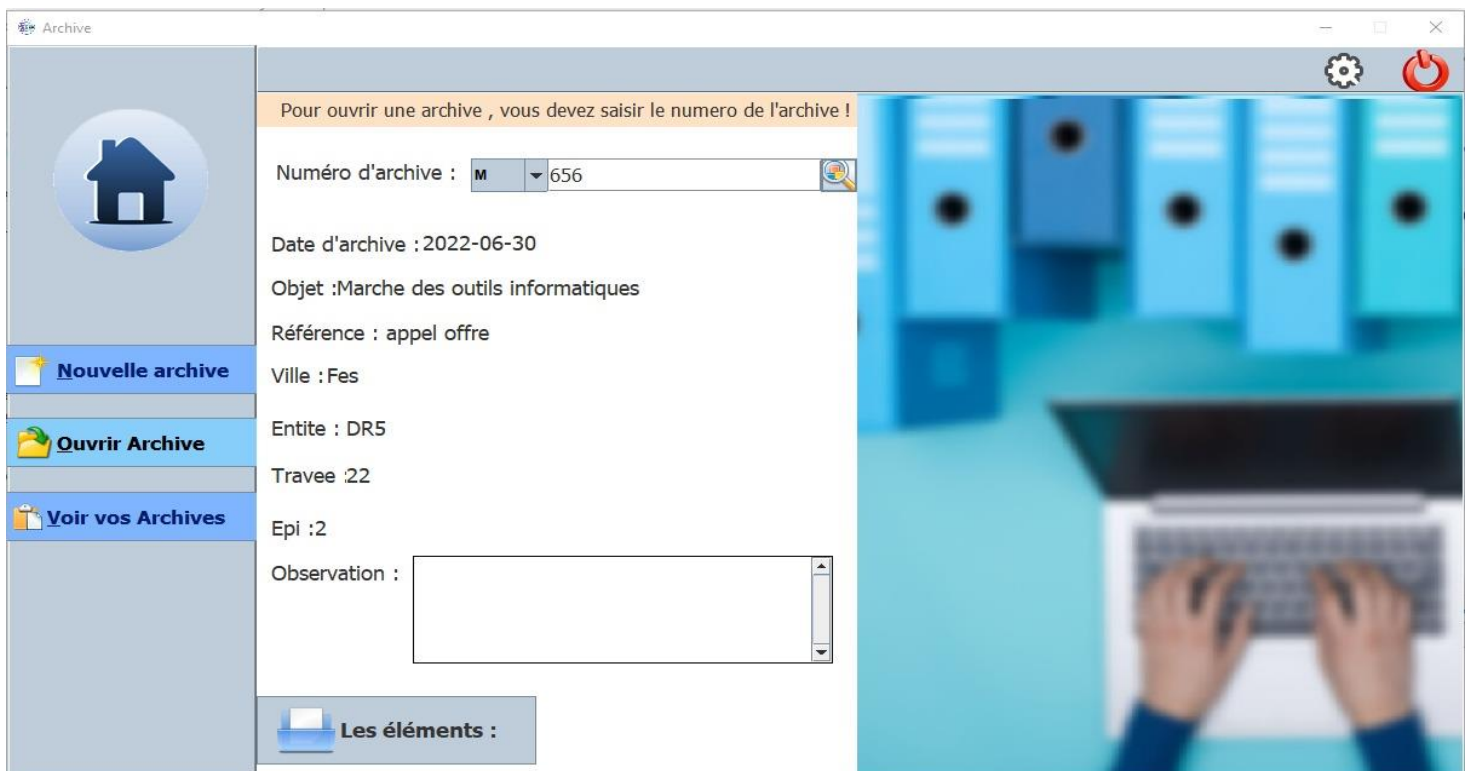 Archive
Pour ouvrir une archive , vous devez saisir le numero de l'archive !
Numéro d'archive : M 656
Date d'archive : 2022-06-30
Objet :Marche des outils informatiques
Référence : appel offre
Nouvelle archive
Ville : Fes
Entite : DR5
Ouvrir Archive
Travee :22
Voir vos Archives
Epi :2
Observation :
Les éléments :